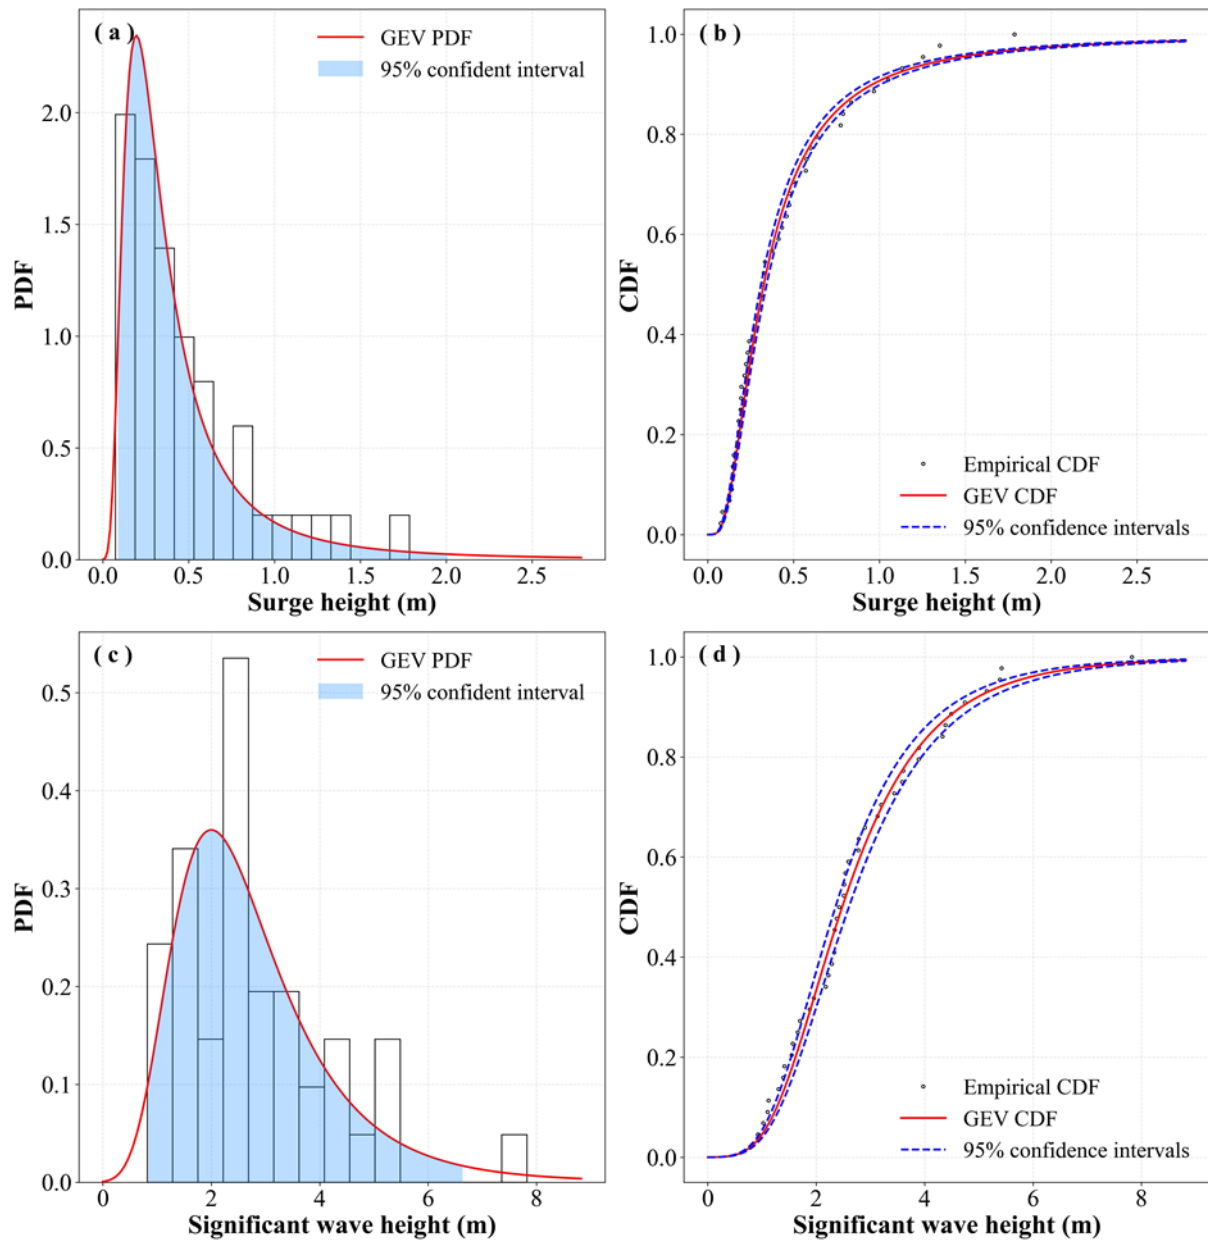 ( a )
GEV PDF
95% confident interval
2.0
1.5
1.0
0.5
0.0
PDF
0.0 0.5 1.0 1.5 2.0 2.5
Surge height (m)
( b )
1.0
0.8
0.6
0.4
0.2
0.0
CDF
Empirical CDF
GEV CDF
95% confidence intervals
0.0 0.5 1.0 1.5 2.0 2.5
Surge height (m)
( c )
GEV PDF
95% confident interval
0.5
0.4
0.3
0.2
0.1
0.0
PDF
0 2 4 6 8
Significant wave height (m)
( d )
1.0
0.8
0.6
0.4
0.2
0.0
CDF
Empirical CDF
GEV CDF
95% confidence intervals
0 2 4 6 8
Significant wave height (m)